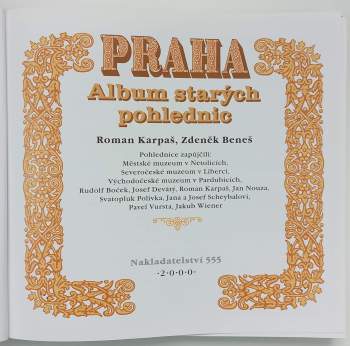 PRAHA
Album starých
pohlednic
Roman Karpaš, Zdeněk Beneš
Pohlednice zapůjčili:
Městské muzeum v Neuolicích,
Severočeské muzeum v Liberci,
Východočeské muzeum v Pardubicích,
Rudolf Boček, Josef Devátý, Roman Karpaš, Jan Nouza,
Svatopluk Polívka, Jana a Josef Scheybalovi,
Pavel Vursta, Jakub Wiener
Nakladatelství 555
·2·0·0·0·